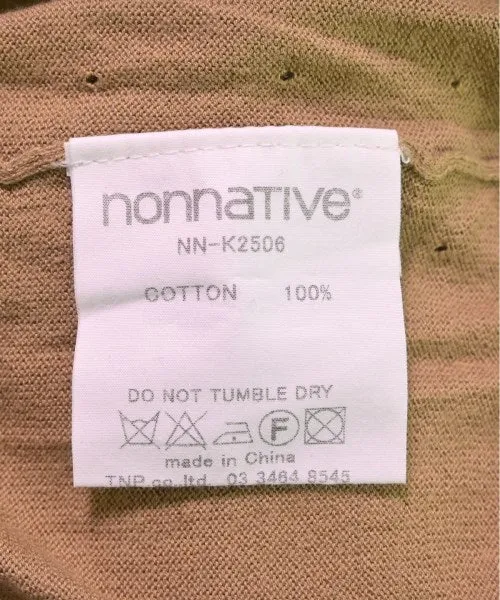 nonnative®
NN-K2506
COTTON 100%
DO NOT TUMBLE DRY
F
made in China
TNP co.ltd. 03 3464 8545